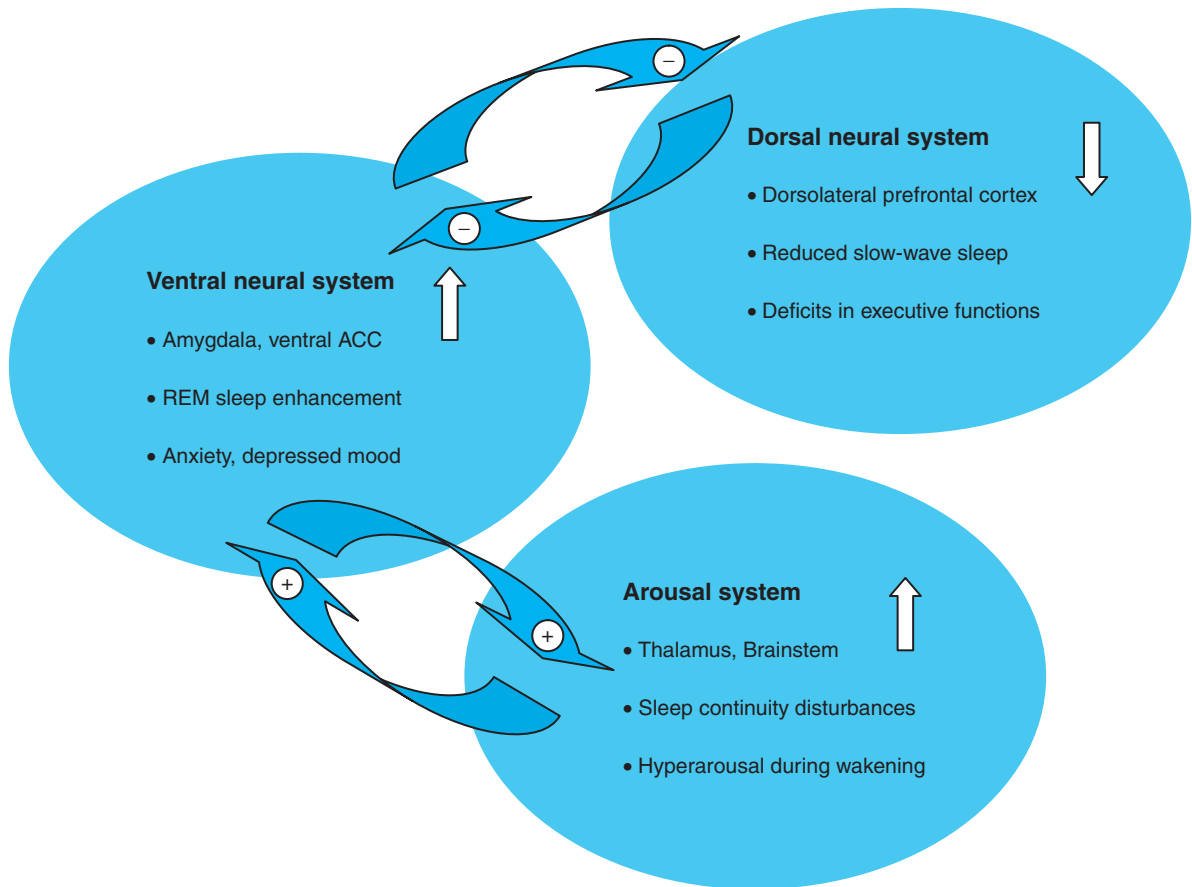 −
Dorsal neural system
• Dorsolateral prefrontal cortex
• Reduced slow-wave sleep
• Deficits in executive functions
−
Ventral neural system
• Amygdala, ventral ACC
• REM sleep enhancement
• Anxiety, depressed mood
+
+
Arousal system
• Thalamus, Brainstem
• Sleep continuity disturbances
• Hyperarousal during wakening